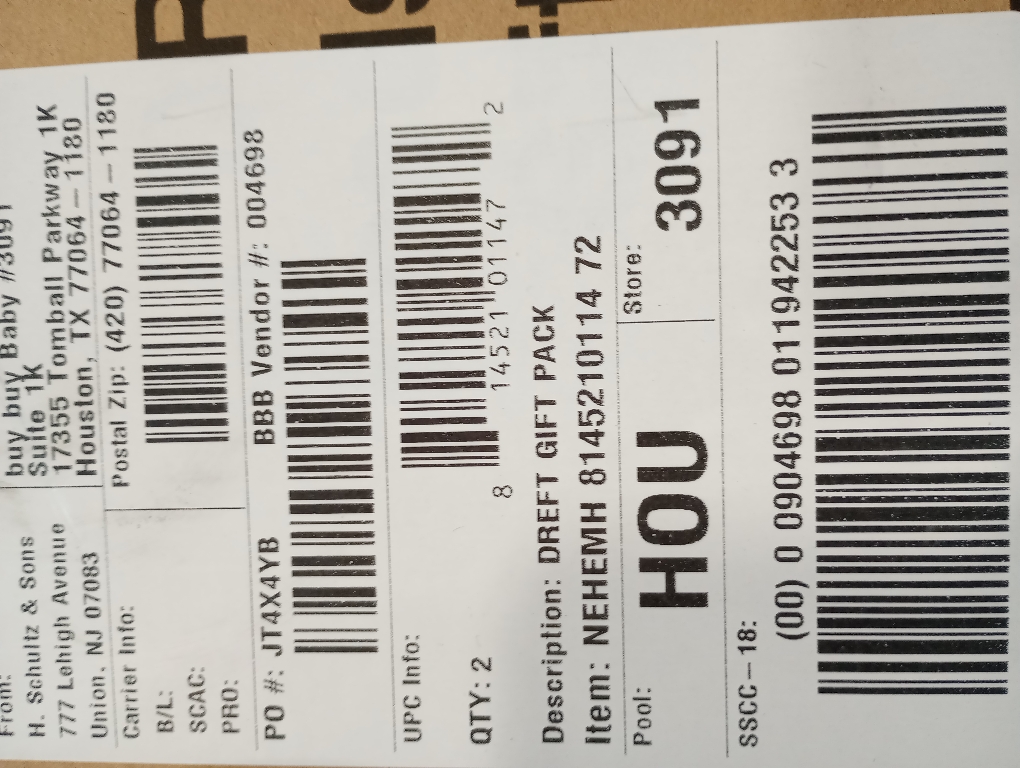 From:
H. Schultz & Sons
777 Lehigh Avenue
Union, NJ 07083
buy buy Baby #3091
Suite 1K
17355 Tomball Parkway 1K
Houston, TX 77064-1180
Carrier Info:
B/L:
SCAC:
PRO:
Postal Zip: (420) 77064-1180
PO #: JT4X4YB
BBB Vendor #: 004698
UPC Info:
8 14521 01147 2
QTY: 2
Description: DREFT GIFT PACK
Item: NEHEMH 8145210114 72
Pool:
HOU
Store:
3091
SSCC-18:
(00) 0 0904698 011942253 3